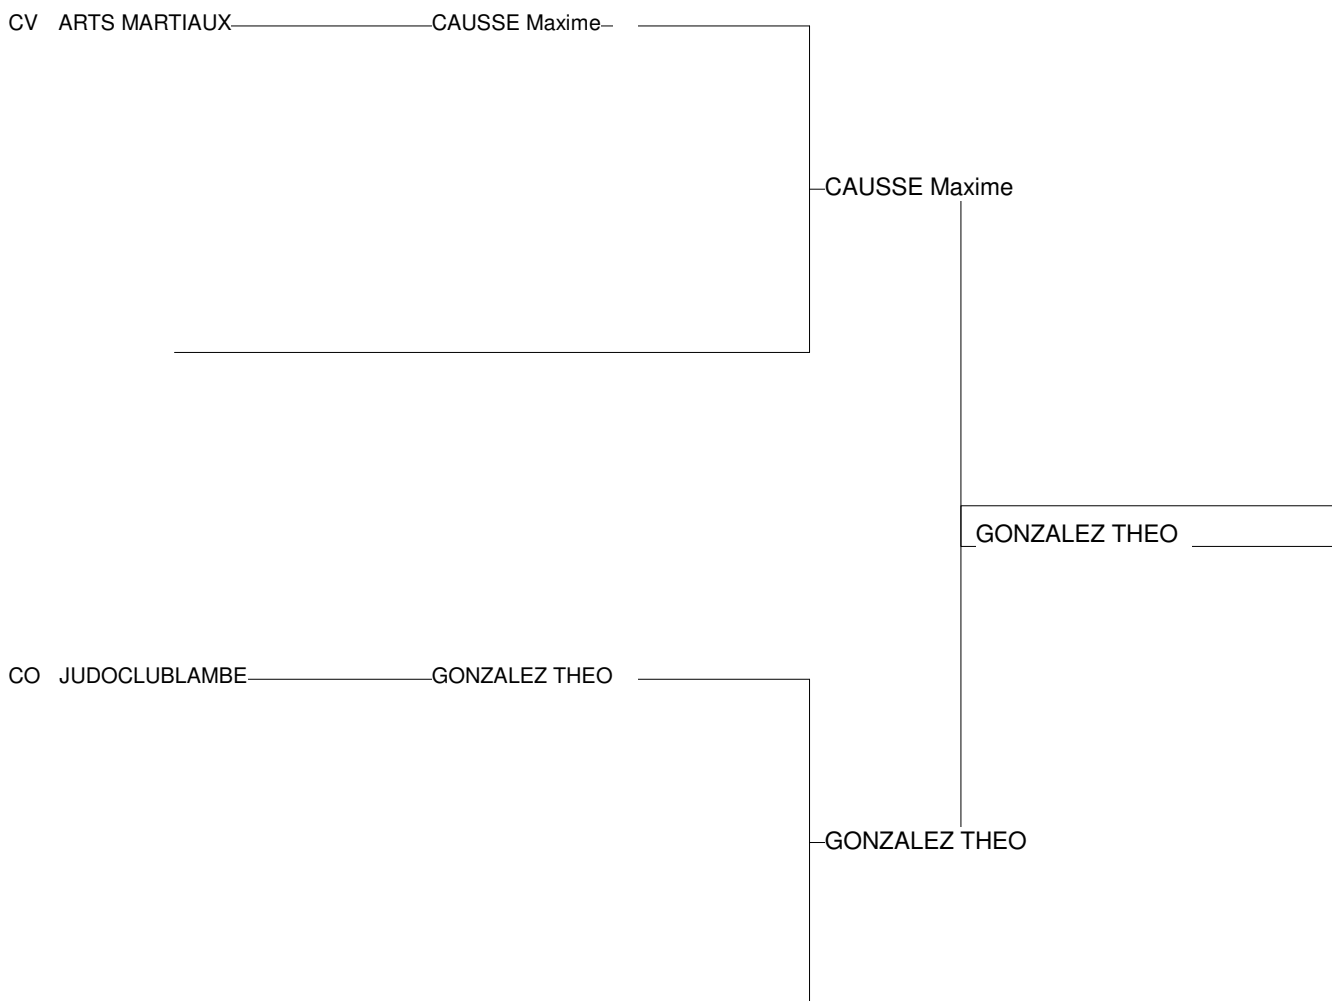 CV ARTS MARTIAUX CAUSSE Maxime
CAUSSE Maxime
GONZALEZ THEO
CO JUDOCLUBLAMBE GONZALEZ THEO
GONZALEZ THEO